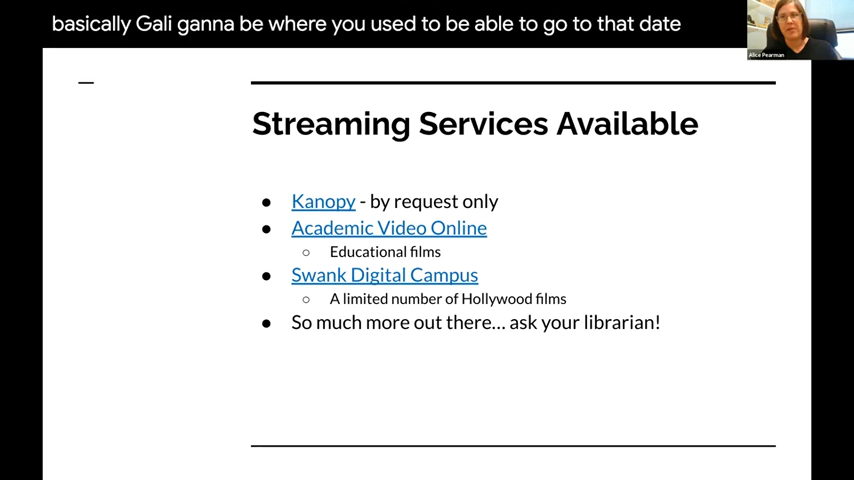 basically Gali ganna be where you used to be able to go to that date
Alice Pearman
Streaming Services Available
● Kanopy - by request only
● Academic Video Online
○ Educational films
● Swank Digital Campus
○ A limited number of Hollywood films
● So much more out there... ask your librarian!